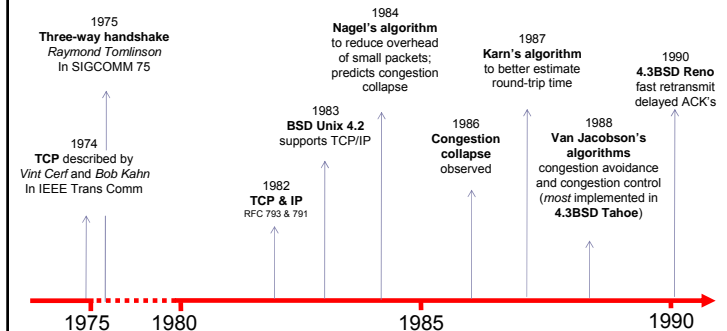 1975
Three-way handshake
Raymond Tomlinson
In SIGCOMM 75
1974
TCP described by
Vint Cerf and Bob Kahn
In IEEE Trans Comm
1982
TCP & IP
RFC 793 & 791
1983
BSD Unix 4.2
supports TCP/IP
1984
Nagel's algorithm
to reduce overhead
of small packets;
predicts congestion
collapse
1986
Congestion
collapse
observed
1987
Karn's algorithm
to better estimate
round-trip time
1988
Van Jacobson's
algorithms
congestion avoidance
and congestion control
(most implemented in
4.3BSD Tahoe)
1990
4.3BSD Reno
fast retransmit
delayed ACK's
1975
1980
1985
1990